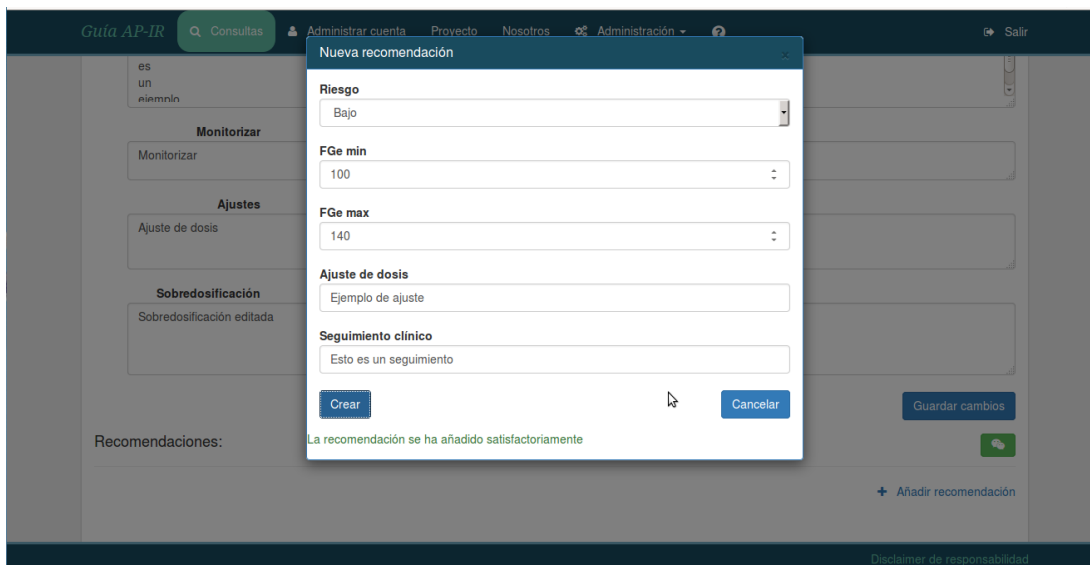 Guía AP-IR Consultas Administrar cuenta Proyecto Nosotros Administración Salir
Nueva recomendación
x
es
un
ejemplo
Riesgo
Bajo
Monitorizar
Monitorizar
FGe min
100
Ajustes
Ajuste de dosis
FGe max
140
Ajuste de dosis
Ejemplo de ajuste
Sobredosificación
Sobredosificación editada
Seguimiento clínico
Esto es un seguimiento
Crear
Cancelar
Guardar cambios
La recomendación se ha añadido satisfactoriamente
Recomendaciones:
+ Añadir recomendación
Disclaimer de responsabilidad